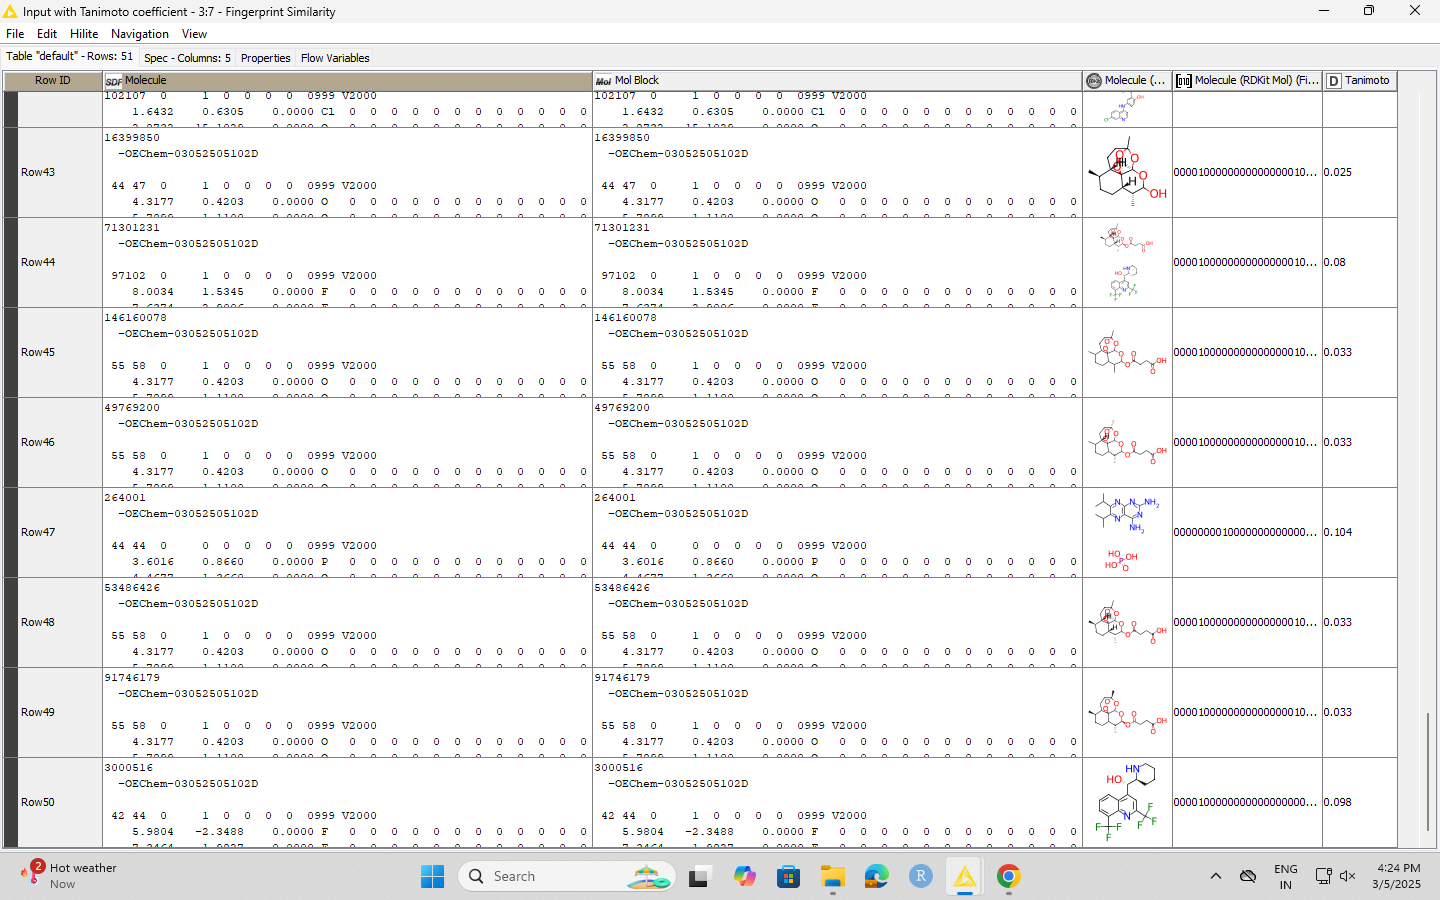 Input with Tanimoto coefficient - 3:7 - Fingerprint Similarity
File Edit Hilite Navigation View
Table "default" - Rows: 51 Spec - Columns: 5 Properties Flow Variables
Row ID SDF Molecule Mol Mol Block Molecule (... Molecule (RDKit Mol) (Fi... D Tanimoto
102107 0 1 0 0 0 0 0999 V2000 102107 0 1 0 0 0 0 0999 V2000
1.6432 0.6305 0.0000 Cl 0 0 0 0 0 0 0 0 0 0 0 0 1.6432 0.6305 0.0000 Cl 0 0 0 0 0 0 0 0 0 0 0 0
Row43
16399850 16399850
-OEChem-03052505102D -OEChem-03052505102D
44 47 0 1 0 0 0 0 0999 V2000 44 47 0 1 0 0 0 0 0999 V2000
4.3177 0.4203 0.0000 O 0 0 0 0 0 0 0 0 0 0 0 0 4.3177 0.4203 0.0000 O 0 0 0 0 0 0 0 0 0 0 0 0
000010000000000000010... 0.025
Row44
71301231 71301231
-OEChem-03052505102D -OEChem-03052505102D
97102 0 1 0 0 0 0 0999 V2000 97102 0 1 0 0 0 0 0999 V2000
8.0034 1.5345 0.0000 F 0 0 0 0 0 0 0 0 0 0 0 0 8.0034 1.5345 0.0000 F 0 0 0 0 0 0 0 0 0 0 0 0
000010000000000000010... 0.08
Row45
146160078 146160078
-OEChem-03052505102D -OEChem-03052505102D
55 58 0 1 0 0 0 0 0999 V2000 55 58 0 1 0 0 0 0 0999 V2000
4.3177 0.4203 0.0000 O 0 0 0 0 0 0 0 0 0 0 0 0 4.3177 0.4203 0.0000 O 0 0 0 0 0 0 0 0 0 0 0 0
000010000000000000010... 0.033
Row46
49769200 49769200
-OEChem-03052505102D -OEChem-03052505102D
55 58 0 1 0 0 0 0 0999 V2000 55 58 0 1 0 0 0 0 0999 V2000
4.3177 0.4203 0.0000 O 0 0 0 0 0 0 0 0 0 0 0 0 4.3177 0.4203 0.0000 O 0 0 0 0 0 0 0 0 0 0 0 0
000010000000000000010... 0.033
Row47
264001 264001
-OEChem-03052505102D -OEChem-03052505102D
44 44 0 0 0 0 0 0 0999 V2000 44 44 0 0 0 0 0 0 0999 V2000
3.6016 0.8660 0.0000 P 0 0 0 0 0 0 0 0 0 0 0 0 3.6016 0.8660 0.0000 P 0 0 0 0 0 0 0 0 0 0 0 0
000000001000000000000... 0.104
Row48
53486426 53486426
-OEChem-03052505102D -OEChem-03052505102D
55 58 0 1 0 0 0 0 0999 V2000 55 58 0 1 0 0 0 0 0999 V2000
4.3177 0.4203 0.0000 O 0 0 0 0 0 0 0 0 0 0 0 0 4.3177 0.4203 0.0000 O 0 0 0 0 0 0 0 0 0 0 0 0
000010000000000000010... 0.033
Row49
91746179 91746179
-OEChem-03052505102D -OEChem-03052505102D
55 58 0 1 0 0 0 0 0999 V2000 55 58 0 1 0 0 0 0 0999 V2000
4.3177 0.4203 0.0000 O 0 0 0 0 0 0 0 0 0 0 0 0 4.3177 0.4203 0.0000 O 0 0 0 0 0 0 0 0 0 0 0 0
000010000000000000010... 0.033
Row50
3000516 3000516
-OEChem-03052505102D -OEChem-03052505102D
42 44 0 1 0 0 0 0 0999 V2000 42 44 0 1 0 0 0 0 0999 V2000
5.9804 -2.3488 0.0000 F 0 0 0 0 0 0 0 0 0 0 0 0 5.9804 -2.3488 0.0000 F 0 0 0 0 0 0 0 0 0 0 0 0
000010000000000000000... 0.098
2 Hot weather
Now
Search
R
ENG
IN
4:24 PM
3/5/2025